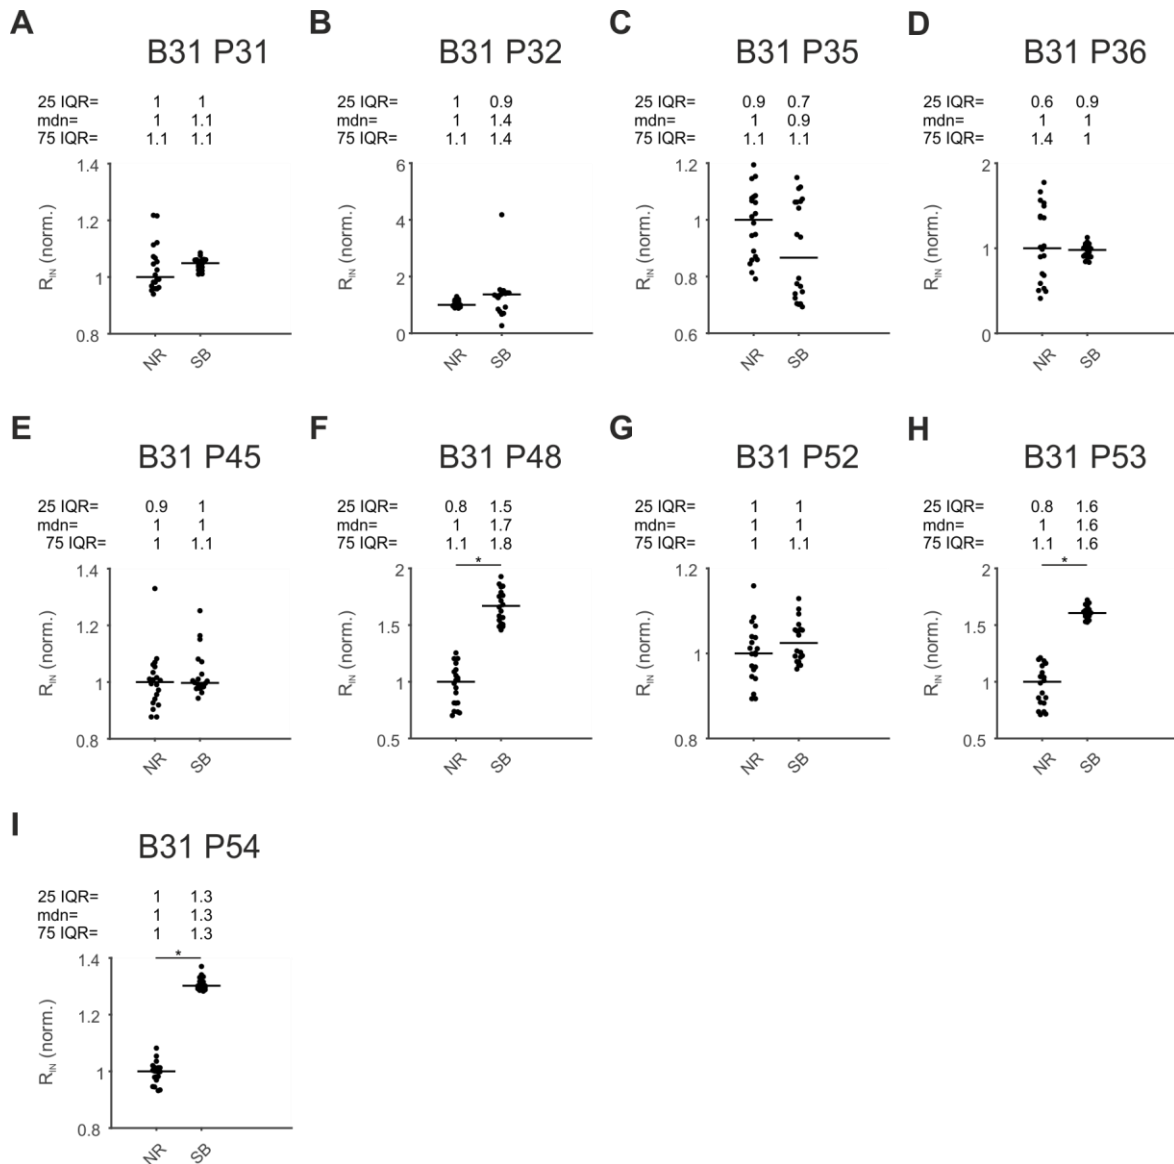 A
B31 P31
25 IQR= 1 1
mdn= 1 1.1
75 IQR= 1.1 1.1
1.4
1.2
1
0.8
R_IN (norm.)
NR SB
B
B31 P32
25 IQR= 1 0.9
mdn= 1 1.4
75 IQR= 1.1 1.4
6
4
2
0
R_IN (norm.)
NR SB
C
B31 P35
25 IQR= 0.9 0.7
mdn= 1 0.9
75 IQR= 1.1 1.1
1.2
1
0.8
0.6
R_IN (norm.)
NR SB
D
B31 P36
25 IQR= 0.6 0.9
mdn= 1 1
75 IQR= 1.4 1
2
1
0
R_IN (norm.)
NR SB
E
B31 P45
25 IQR= 0.9 1
mdn= 1 1
75 IQR= 1 1.1
1.4
1.2
1
0.8
R_IN (norm.)
NR SB
F
B31 P48
25 IQR= 0.8 1.5
mdn= 1 1.7
75 IQR= 1.1 1.8
*
2
1.5
1
0.5
R_IN (norm.)
NR SB
G
B31 P52
25 IQR= 1 1
mdn= 1 1
75 IQR= 1 1.1
1.2
1
0.8
R_IN (norm.)
NR SB
H
B31 P53
25 IQR= 0.8 1.6
mdn= 1 1.6
75 IQR= 1.1 1.6
*
2
1.5
1
0.5
R_IN (norm.)
NR SB
I
B31 P54
25 IQR= 1 1.3
mdn= 1 1.3
75 IQR= 1 1.3
*
1.4
1.2
1
0.8
R_IN (norm.)
NR SB